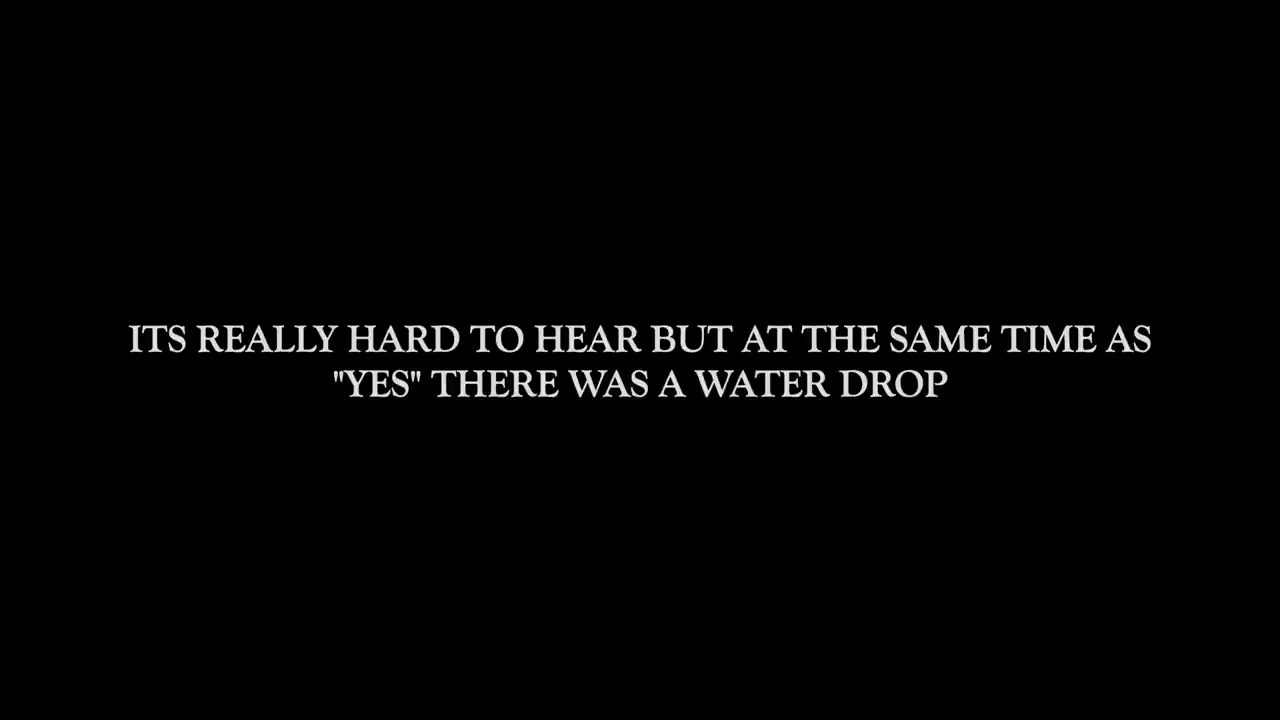 ITS REALLY HARD TO HEAR BUT AT THE SAME TIME AS
"YES" THERE WAS A WATER DROP